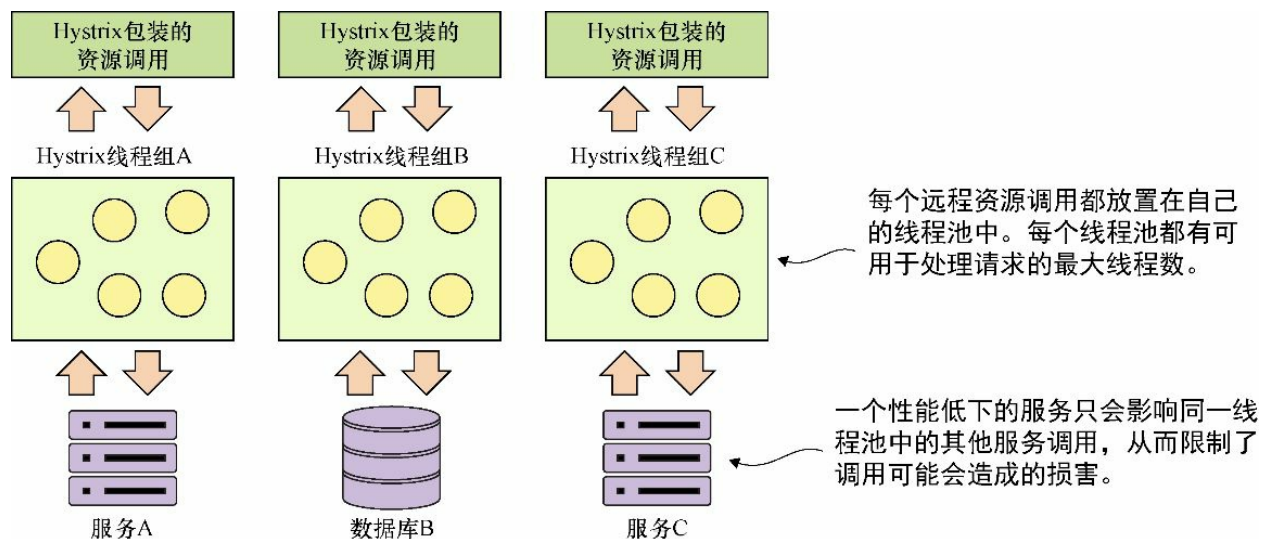 Hystrix包装的
资源调用
Hystrix包装的
资源调用
Hystrix包装的
资源调用
Hystrix线程组A
Hystrix线程组B
Hystrix线程组C
每个远程资源调用都放置在自己
的线程池中。每个线程池都有可
用于处理请求的最大线程数。
一个性能低下的服务只会影响同一线
程池中的其他服务调用，从而限制了
调用可能会造成的损害。
服务A
数据库B
服务C